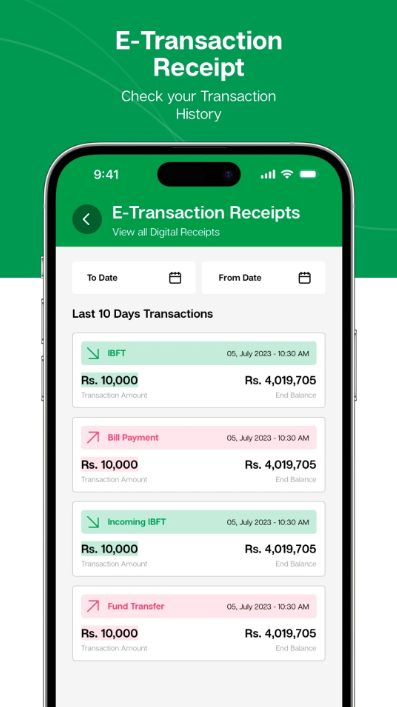 E-Transaction
Receipt
Check your Transaction
History
9:41
E-Transaction Receipts
View all Digital Receipts
To Date
From Date
Last 10 Days Transactions
IBFT 05, July 2023 - 10:30 AM
Rs. 10,000 Rs. 4,019,705
Transaction Amount End Balance
Bill Payment 05, July 2023 - 10:30 AM
Rs. 10,000 Rs. 4,019,705
Transaction Amount End Balance
Incoming IBFT 05, July 2023 - 10:30 AM
Rs. 10,000 Rs. 4,019,705
Transaction Amount End Balance
Fund Transfer 05, July 2023 - 10:30 AM
Rs. 10,000 Rs. 4,019,705
Transaction Amount End Balance